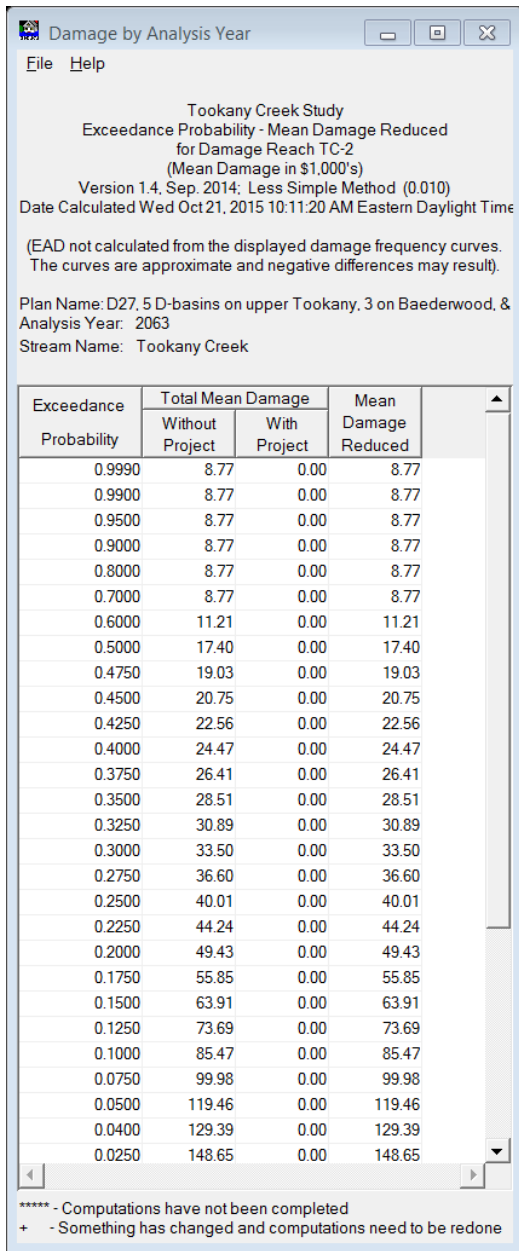 Damage by Analysis Year
File Help
Tookany Creek Study
Exceedance Probability - Mean Damage Reduced
for Damage Reach TC-2
(Mean Damage in $1,000's)
Version 1.4, Sep. 2014; Less Simple Method (0.010)
Date Calculated Wed Oct 21, 2015 10:11:20 AM Eastern Daylight Time
(EAD not calculated from the displayed damage frequency curves.
The curves are approximate and negative differences may result).
Plan Name: D27, 5 D-basins on upper Tookany, 3 on Baederwood, &
Analysis Year: 2063
Stream Name: Tookany Creek
Exceedance Probability Total Mean Damage Mean Damage Reduced
Without Project With Project
0.9990 8.77 0.00 8.77
0.9900 8.77 0.00 8.77
0.9500 8.77 0.00 8.77
0.9000 8.77 0.00 8.77
0.8000 8.77 0.00 8.77
0.7000 8.77 0.00 8.77
0.6000 11.21 0.00 11.21
0.5000 17.40 0.00 17.40
0.4750 19.03 0.00 19.03
0.4500 20.75 0.00 20.75
0.4250 22.56 0.00 22.56
0.4000 24.47 0.00 24.47
0.3750 26.41 0.00 26.41
0.3500 28.51 0.00 28.51
0.3250 30.89 0.00 30.89
0.3000 33.50 0.00 33.50
0.2750 36.60 0.00 36.60
0.2500 40.01 0.00 40.01
0.2250 44.24 0.00 44.24
0.2000 49.43 0.00 49.43
0.1750 55.85 0.00 55.85
0.1500 63.91 0.00 63.91
0.1250 73.69 0.00 73.69
0.1000 85.47 0.00 85.47
0.0750 99.98 0.00 99.98
0.0500 119.46 0.00 119.46
0.0400 129.39 0.00 129.39
0.0250 148.65 0.00 148.65
***** - Computations have not been completed
+ - Something has changed and computations need to be redone